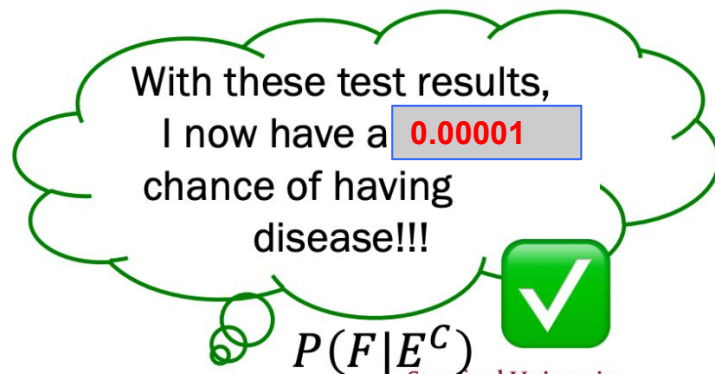 With these test results,
I now have a 0.00001
chance of having
disease!!!
P(F|E^C)